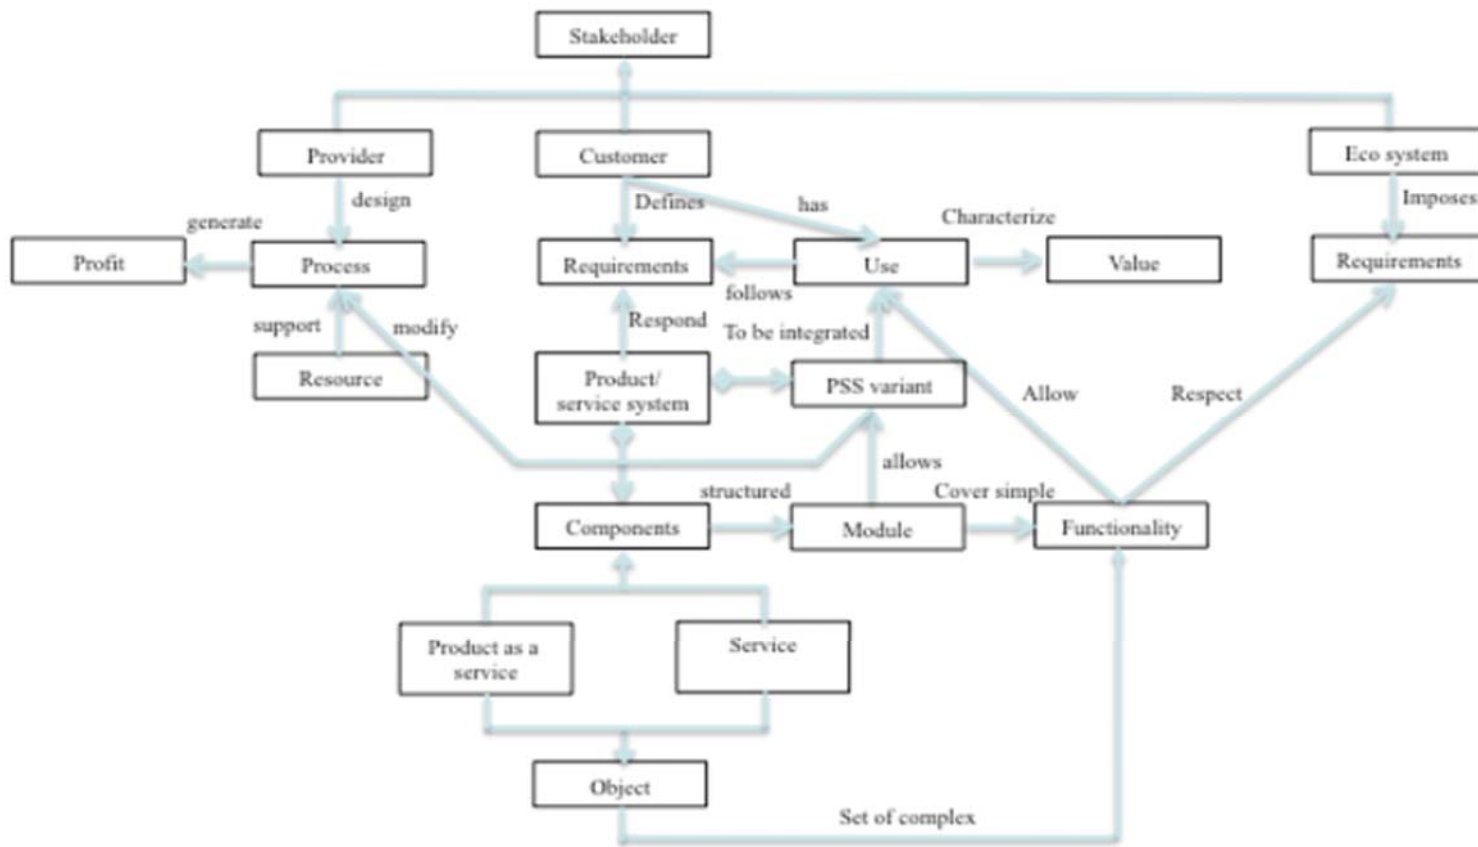 Stakeholder
Provider
Customer
Eco system
design
Defines
has
Imposes
generate
Characterize
Profit
Process
Requirements
Use
Value
Requirements
follows
support
modify
Respond
To be integrated
Resource
Product/
service system
PSS variant
Allow
Respect
allows
structured
Cover simple
Components
Module
Functionality
Product as a
service
Service
Object
Set of complex